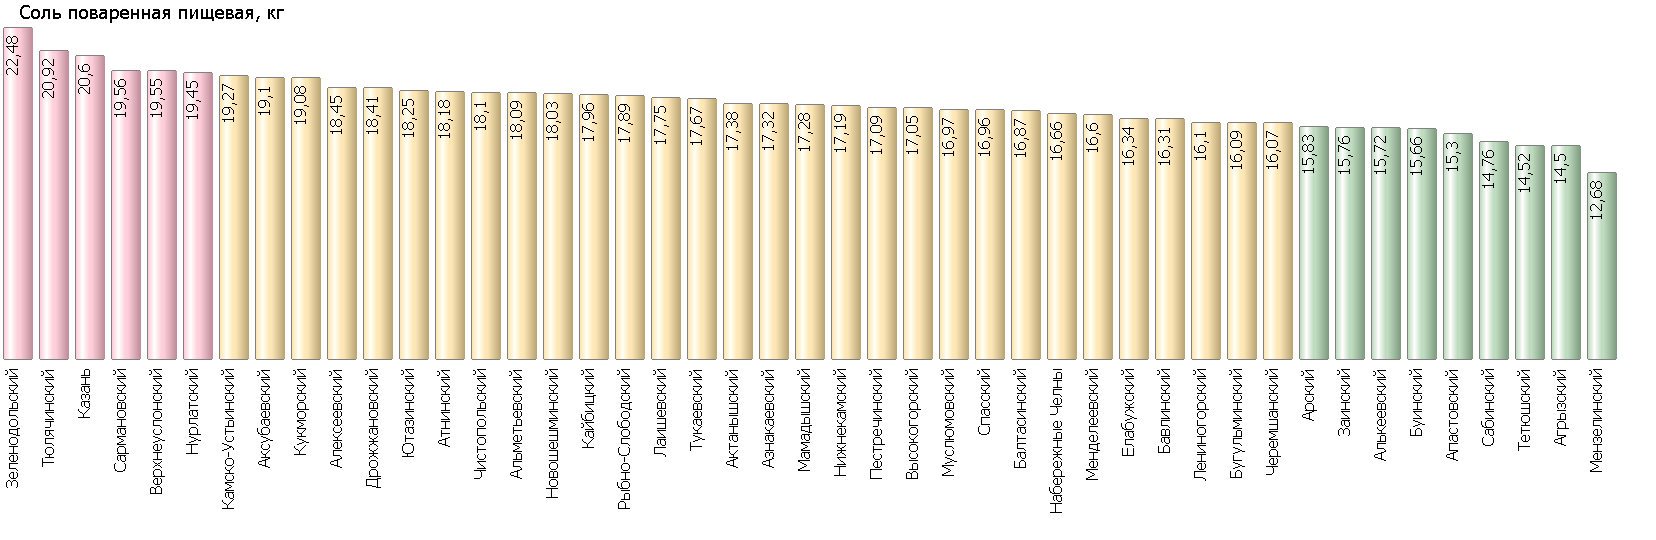 Соль поваренная пищевая, кг
22,48
20,92
20,6
19,56
19,55
19,45
19,27
19,1
19,08
18,45
18,41
18,25
18,18
18,1
18,09
18,03
17,96
17,89
17,75
17,67
17,38
17,32
17,28
17,19
17,09
17,05
16,97
16,96
16,87
16,66
16,6
16,34
16,31
16,1
16,09
16,07
15,83
15,76
15,72
15,66
15,3
14,76
14,52
14,5
12,68
Зеленодольский
Тюлячинский
Казань
Сармановский
Верхнеуслонский
Нурлатский
Камско-Устьинский
Аксубаевский
Кукморский
Алексеевский
Дрожжановский
Ютазинский
Атнинский
Чистопольский
Альметьевский
Новошешминский
Кайбицкий
Рыбно-Слободский
Лаишевский
Тукаевский
Актанышский
Азнакаевский
Мамадышский
Нижнекамский
Пестречинский
Высокогорский
Муслюмовский
Спасский
Балтасинский
Набережные Челны
Менделеевский
Елабужский
Бавлинский
Лениногорский
Бугульминский
Черемшанский
Арский
Заинский
Алькеевский
Буинский
Апастовский
Сабинский
Тетюшский
Агрызский
Мензелинский